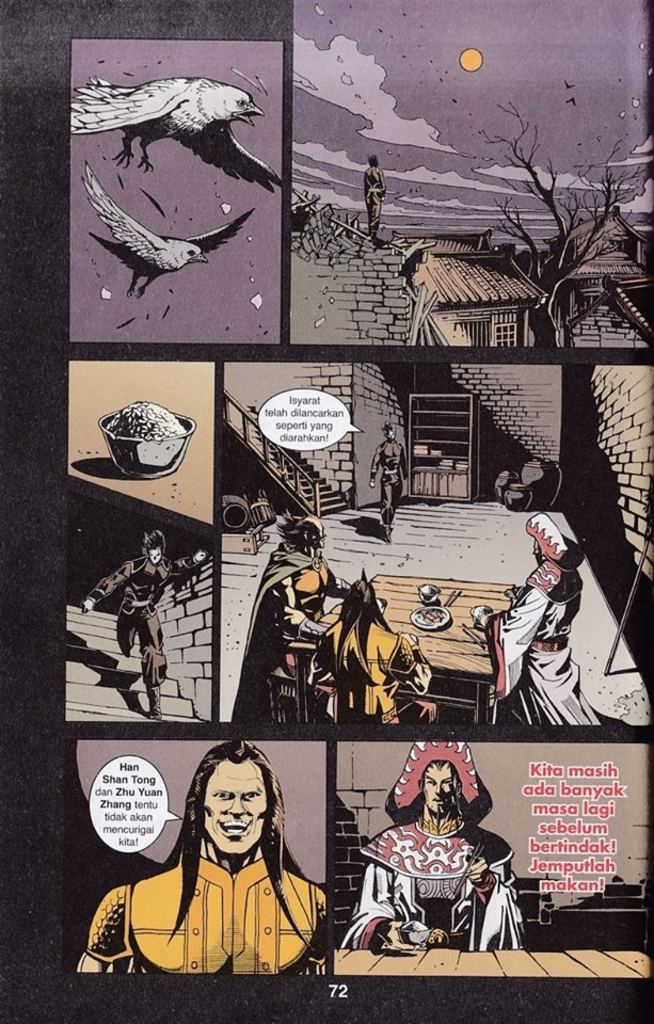 Isyarat
telah dilancarkan
seperti yang
diarahkan!
Han
Shan Tong
dan Zhu Yuan
Zhang tentu
tidak akan
mencurigai
kita!
Kita masih
ada banyak
masa lagi
sebelum
bertindak!
Jemputlah
makan!
72